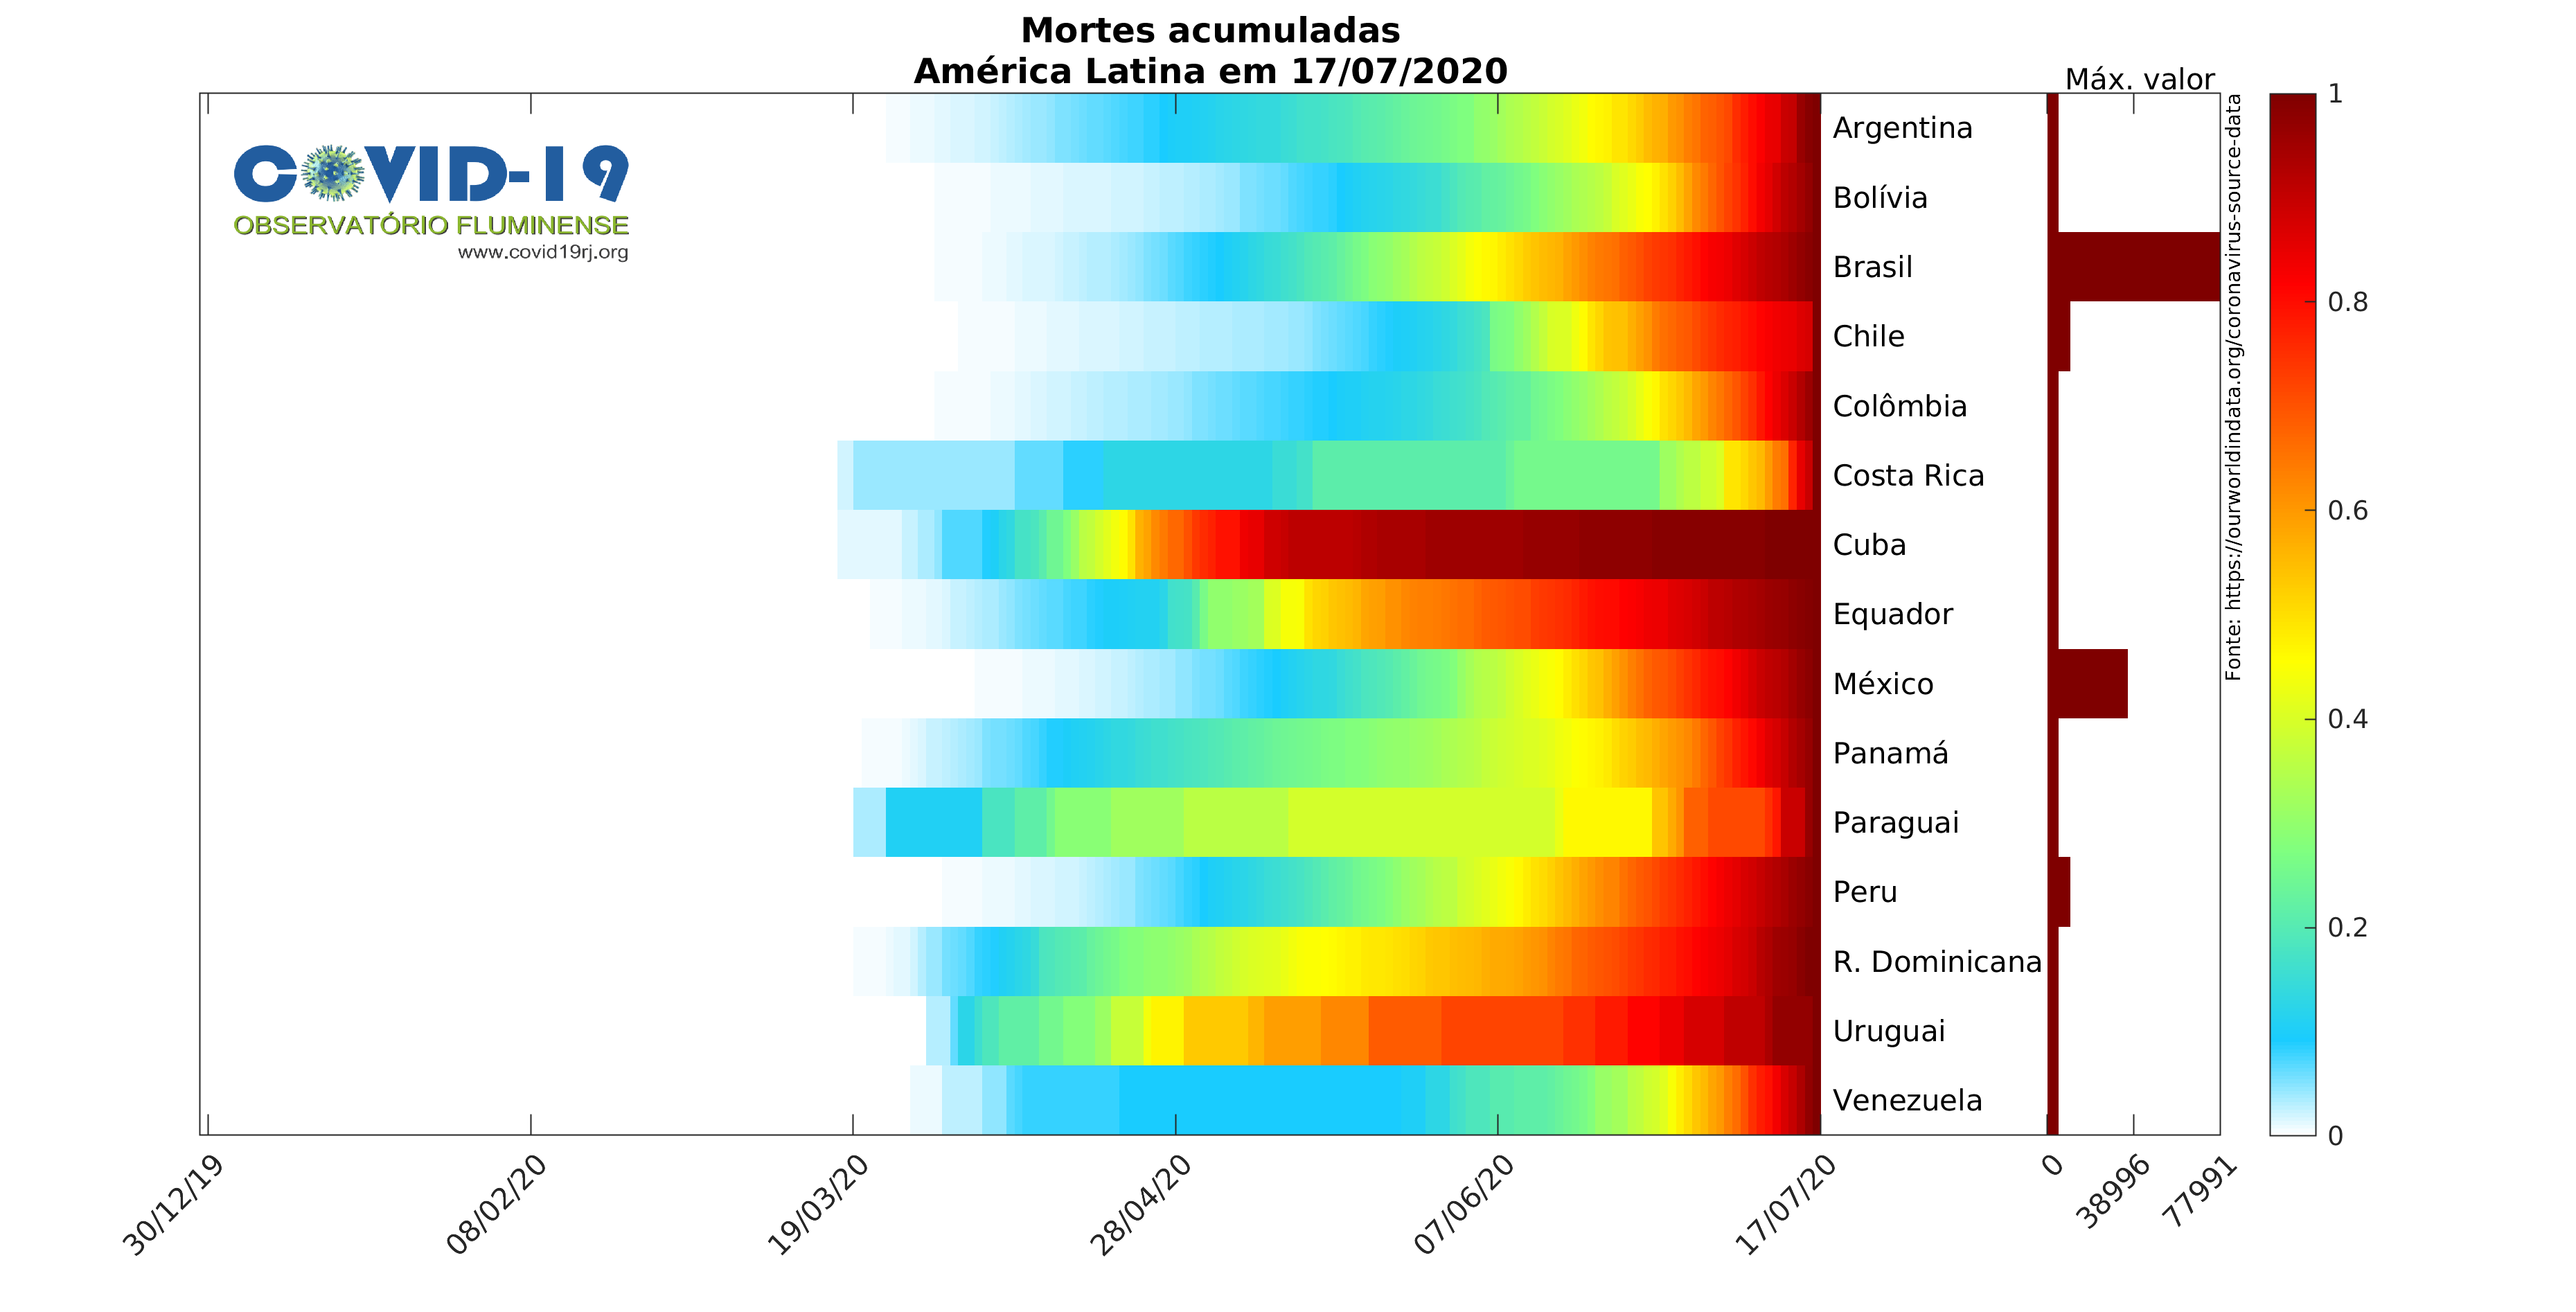 Mortes acumuladas
América Latina em 17/07/2020
Máx. valor
COVID-19
OBSERVATÓRIO FLUMINENSE
www.covid19rj.org
Argentina
Bolívia
Brasil
Chile
Colômbia
Costa Rica
Cuba
Equador
México
Panamá
Paraguai
Peru
R. Dominicana
Uruguai
Venezuela
Fonte: https://ourworldindata.org/coronavirus-source-data
1
0.8
0.6
0.4
0.2
0
30/12/19
08/02/20
19/03/20
28/04/20
07/06/20
17/07/20
0
38996
77991